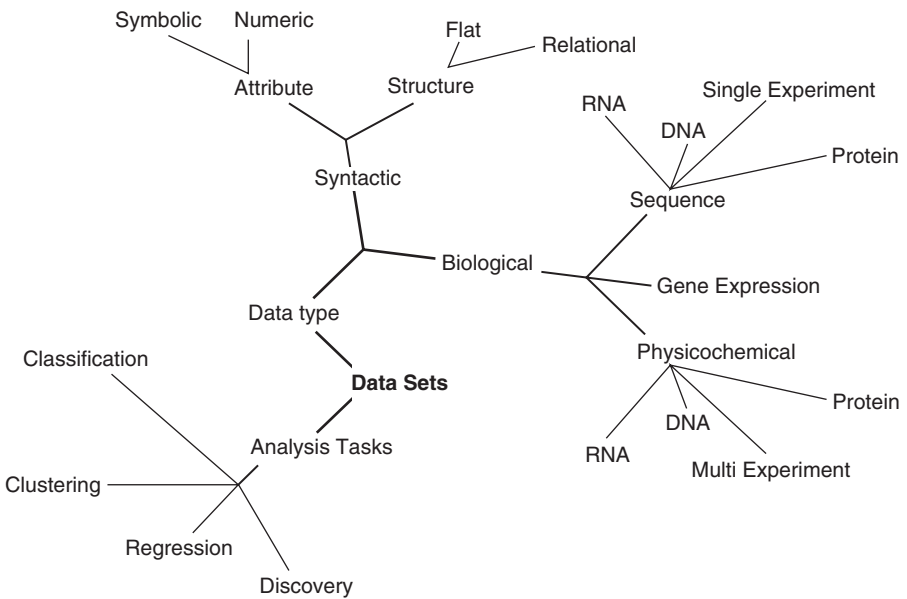 Symbolic
Numeric
Flat
Relational
Attribute
Structure
RNA
Single Experiment
DNA
Protein
Syntactic
Sequence
Biological
Gene Expression
Data type
Physicochemical
Classification
Data Sets
Protein
DNA
Analysis Tasks
RNA
Multi Experiment
Clustering
Regression
Discovery